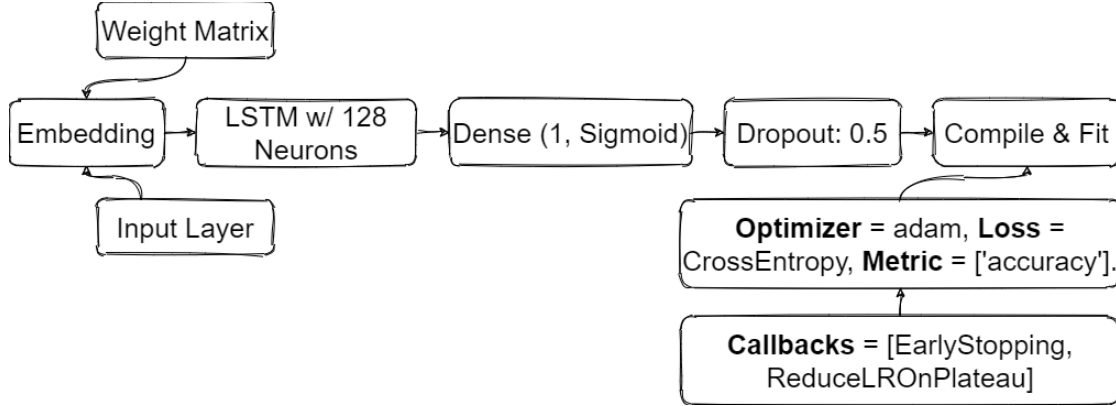 Weight Matrix
Embedding
LSTM w/ 128
Neurons
Dense (1, Sigmoid)
Dropout: 0.5
Compile & Fit
Input Layer
Optimizer = adam, Loss =
CrossEntropy, Metric = ['accuracy'].
Callbacks = [EarlyStopping,
ReduceLROnPlateau]